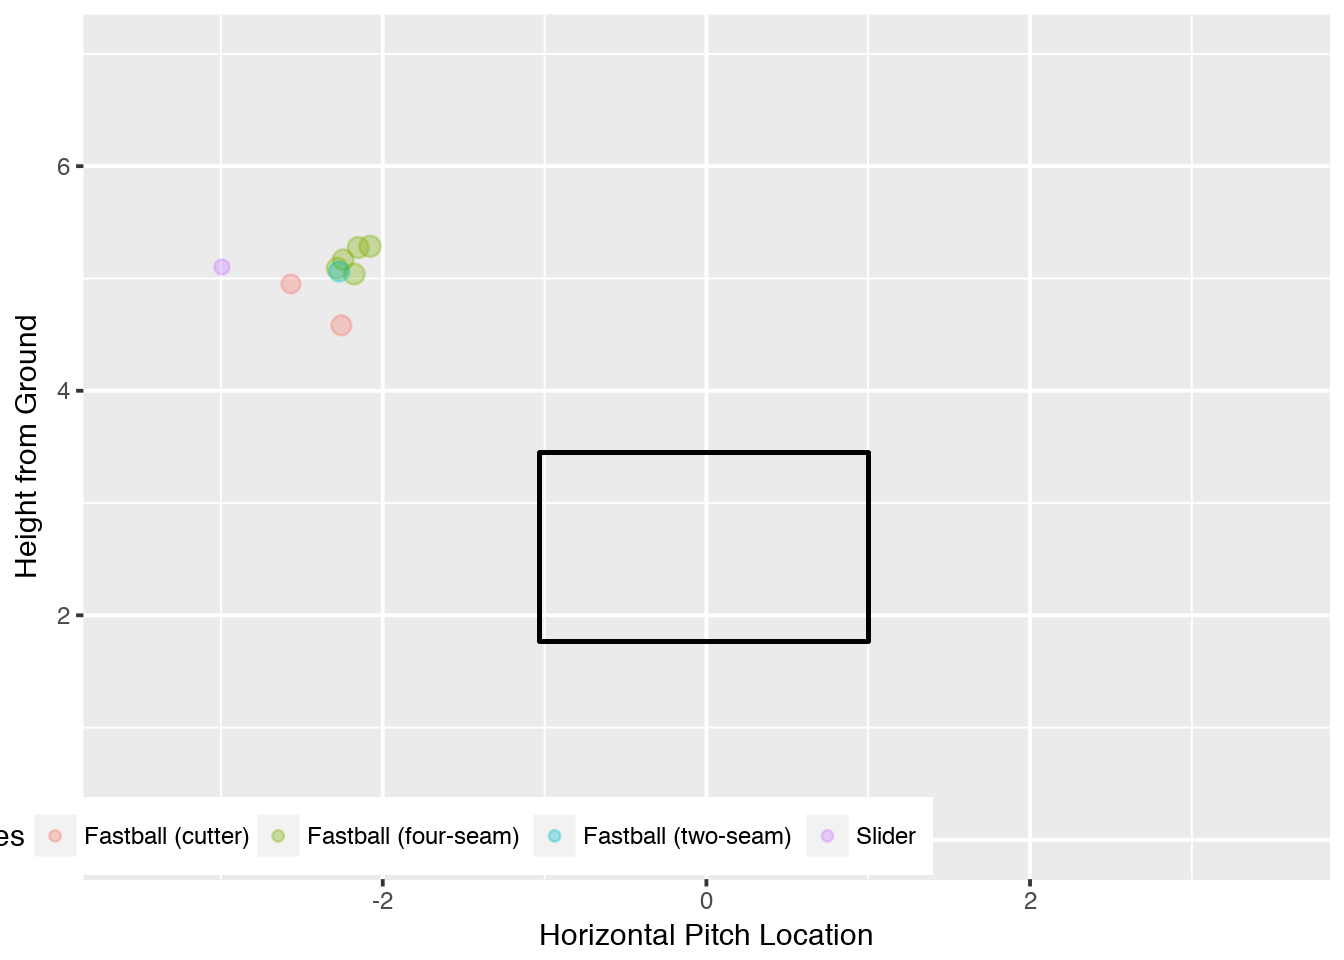 Height from Ground
6
4
2
es Fastball (cutter) Fastball (four-seam) Fastball (two-seam) Slider
-2 0 2
Horizontal Pitch Location